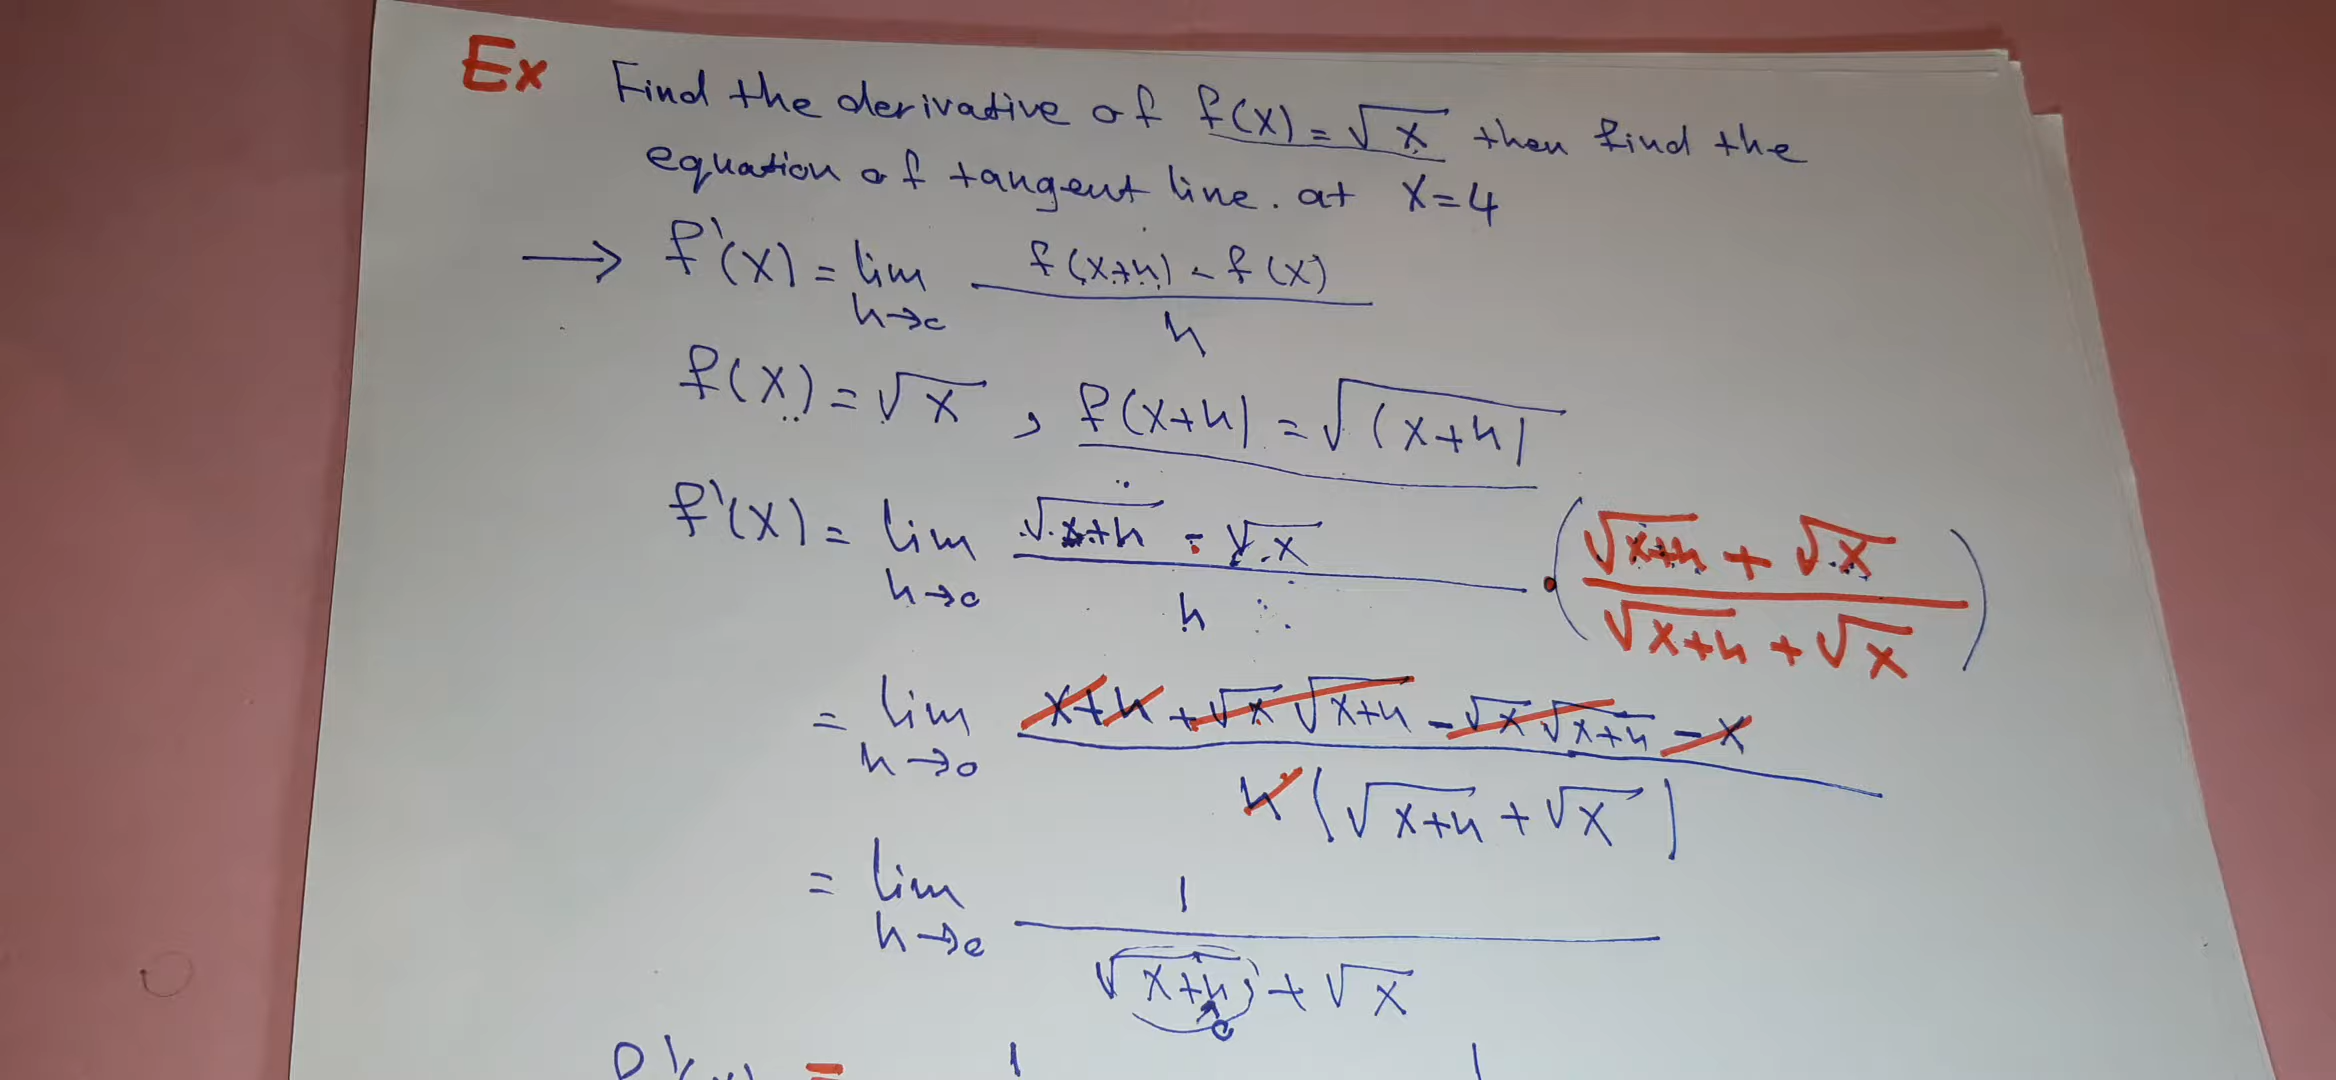 Ex Find the derivative of f(x) = √x then find the
equation of tangent line. at x=4
→ f'(x) = lim h→0 (f(x+h) - f(x)) / h
f(x) = √x , f(x+h) = √(x+h)
f'(x) = lim h→0 (√x+h - √x) / h · ((√x+h + √x) / (√x+h + √x))
= lim h→0 (x+h + √x √x+h - √x √x+h - x) / (h (√x+h + √x))
= lim h→0 1 / (√x+h + √x)
0